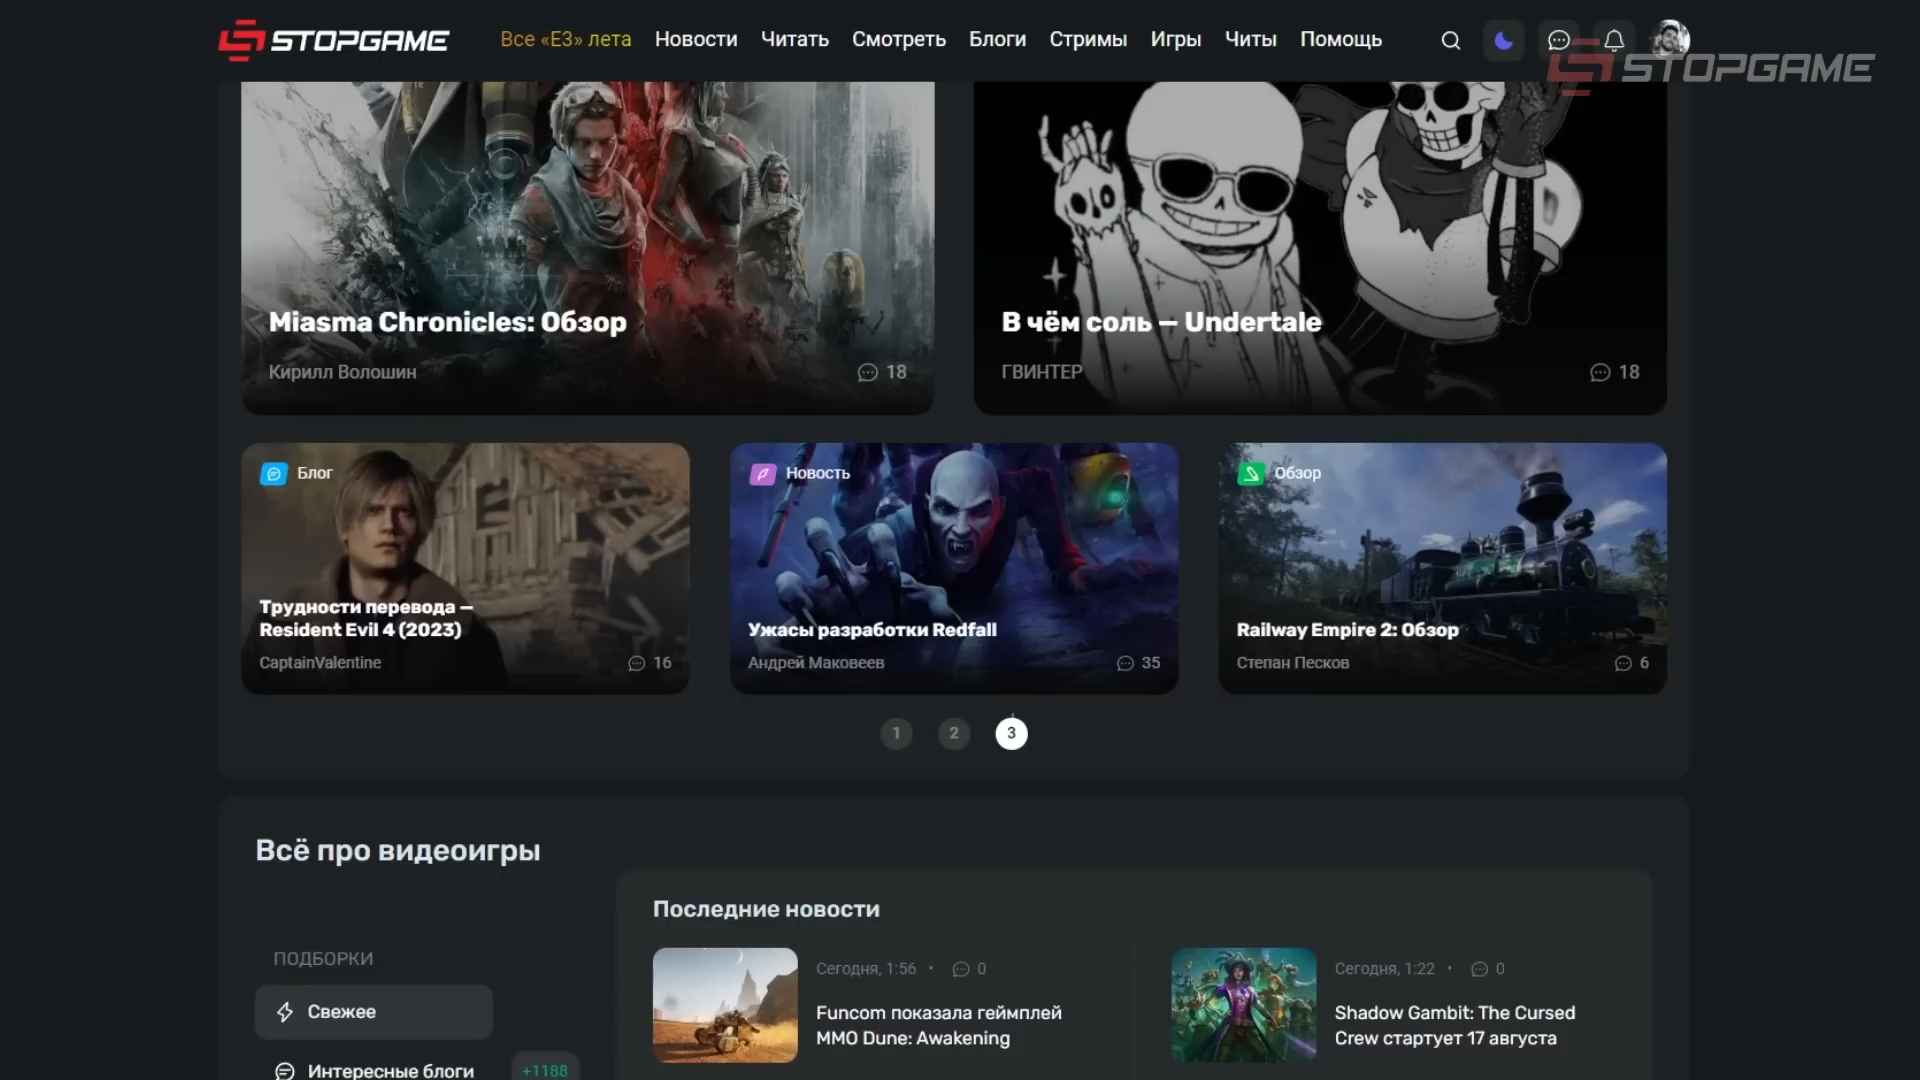 STOPGAME
Все «E3» лета
Новости
Читать
Смотреть
Блоги
Стримы
Игры
Читы
Помощь
STOPGAME
Miasma Chronicles: Обзор
Кирилл Волошин
18
В чём соль — Undertale
ГВИНТЕР
18
Блог
Трудности перевода —
Resident Evil 4 (2023)
CaptainValentine
16
Новость
Ужасы разработки Redfall
Андрей Маковеев
35
Обзор
Railway Empire 2: Обзор
Степан Песков
6
1
2
3
Всё про видеоигры
ПОДБОРКИ
Свежее
Интересные блоги
+1188
Последние новости
Сегодня, 1:56 • 0
Funcom показала геймплей
MMO Dune: Awakening
Сегодня, 1:22 • 0
Shadow Gambit: The Cursed
Crew стартует 17 августа